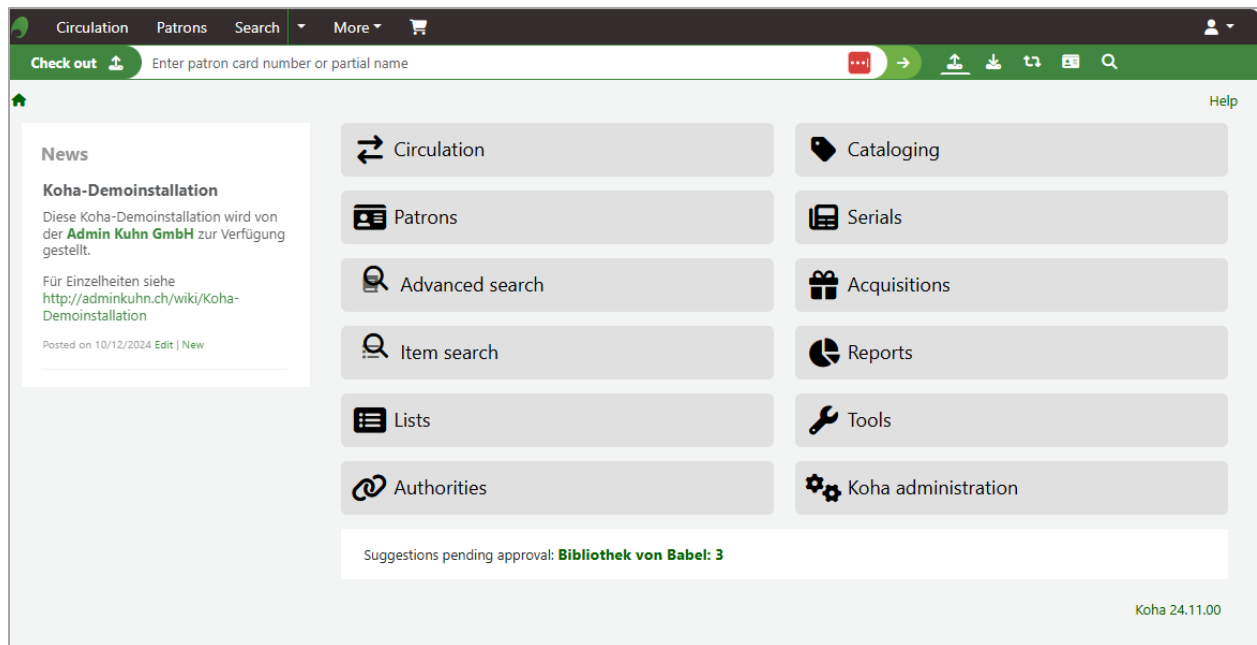 Circulation Patrons Search More
Check out Enter patron card number or partial name
Help
News
Koha-Demoinstallation
Diese Koha-Demoinstallation wird von
der Admin Kuhn GmbH zur Verfügung
gestellt.
Für Einzelheiten siehe
http://adminkuhn.ch/wiki/Koha-
Demoinstallation
Posted on 10/12/2024 Edit | New
Circulation
Cataloging
Patrons
Serials
Advanced search
Acquisitions
Item search
Reports
Lists
Tools
Authorities
Koha administration
Suggestions pending approval: Bibliothek von Babel: 3
Koha 24.11.00